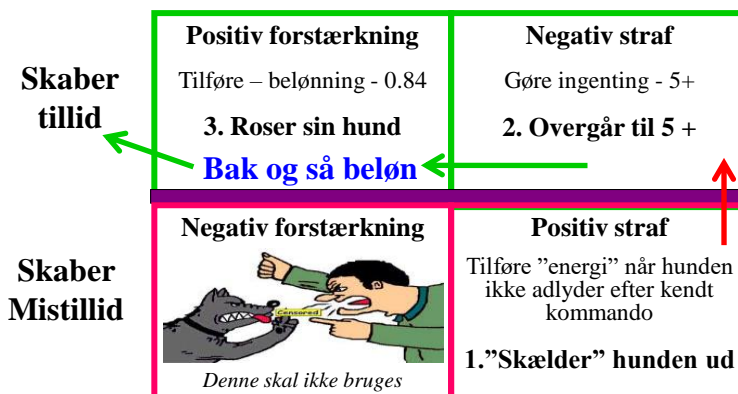 Skaber
tillid
Positiv forstærkning
Tilføre – belønning - 0.84
3. Roser sin hund
Bak og så beløn
Negativ straf
Gøre ingenting - 5+
2. Overgår til 5 +
Skaber
Mistillid
Negativ forstærkning
Censored
Denne skal ikke bruges
Positiv straf
Tilføre ”energi” når hunden
ikke adlyder efter kendt
kommando
1.”Skælder” hunden ud